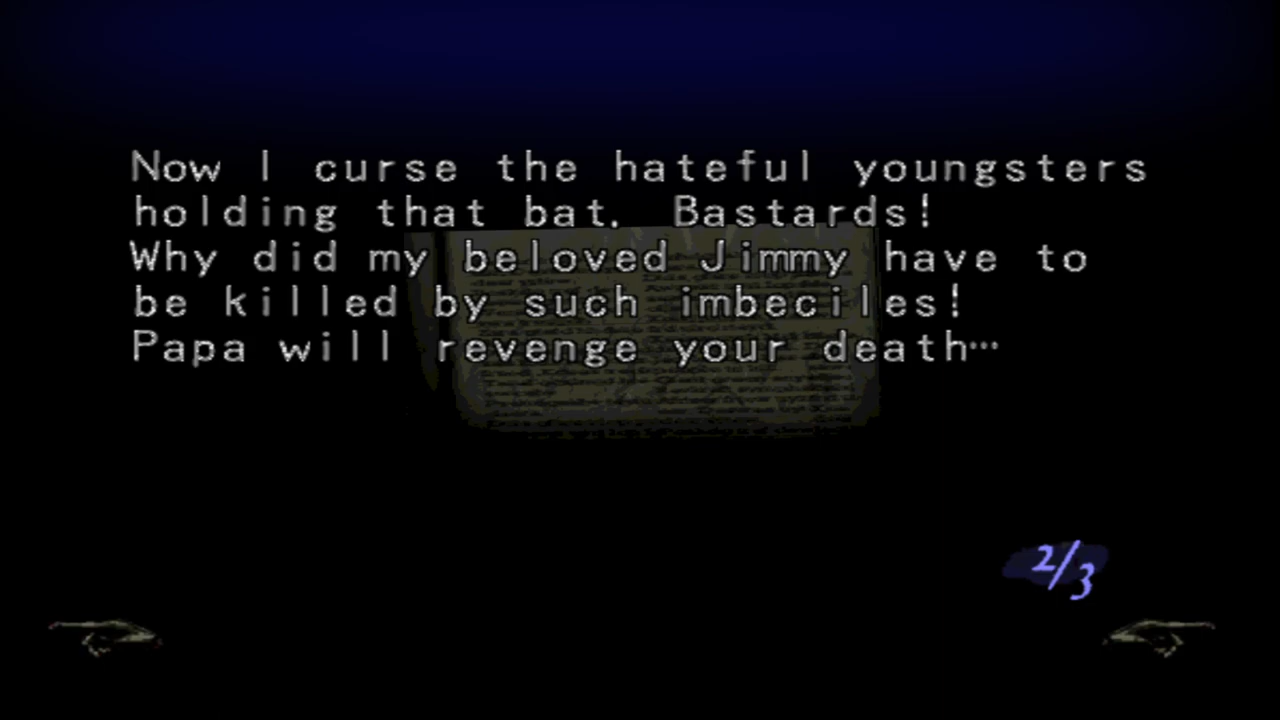 Now I curse the hateful youngsters
holding that bat. Bastards!
Why did my beloved Jimmy have to
be killed by such imbeciles!
Papa will revenge your death…
2/3